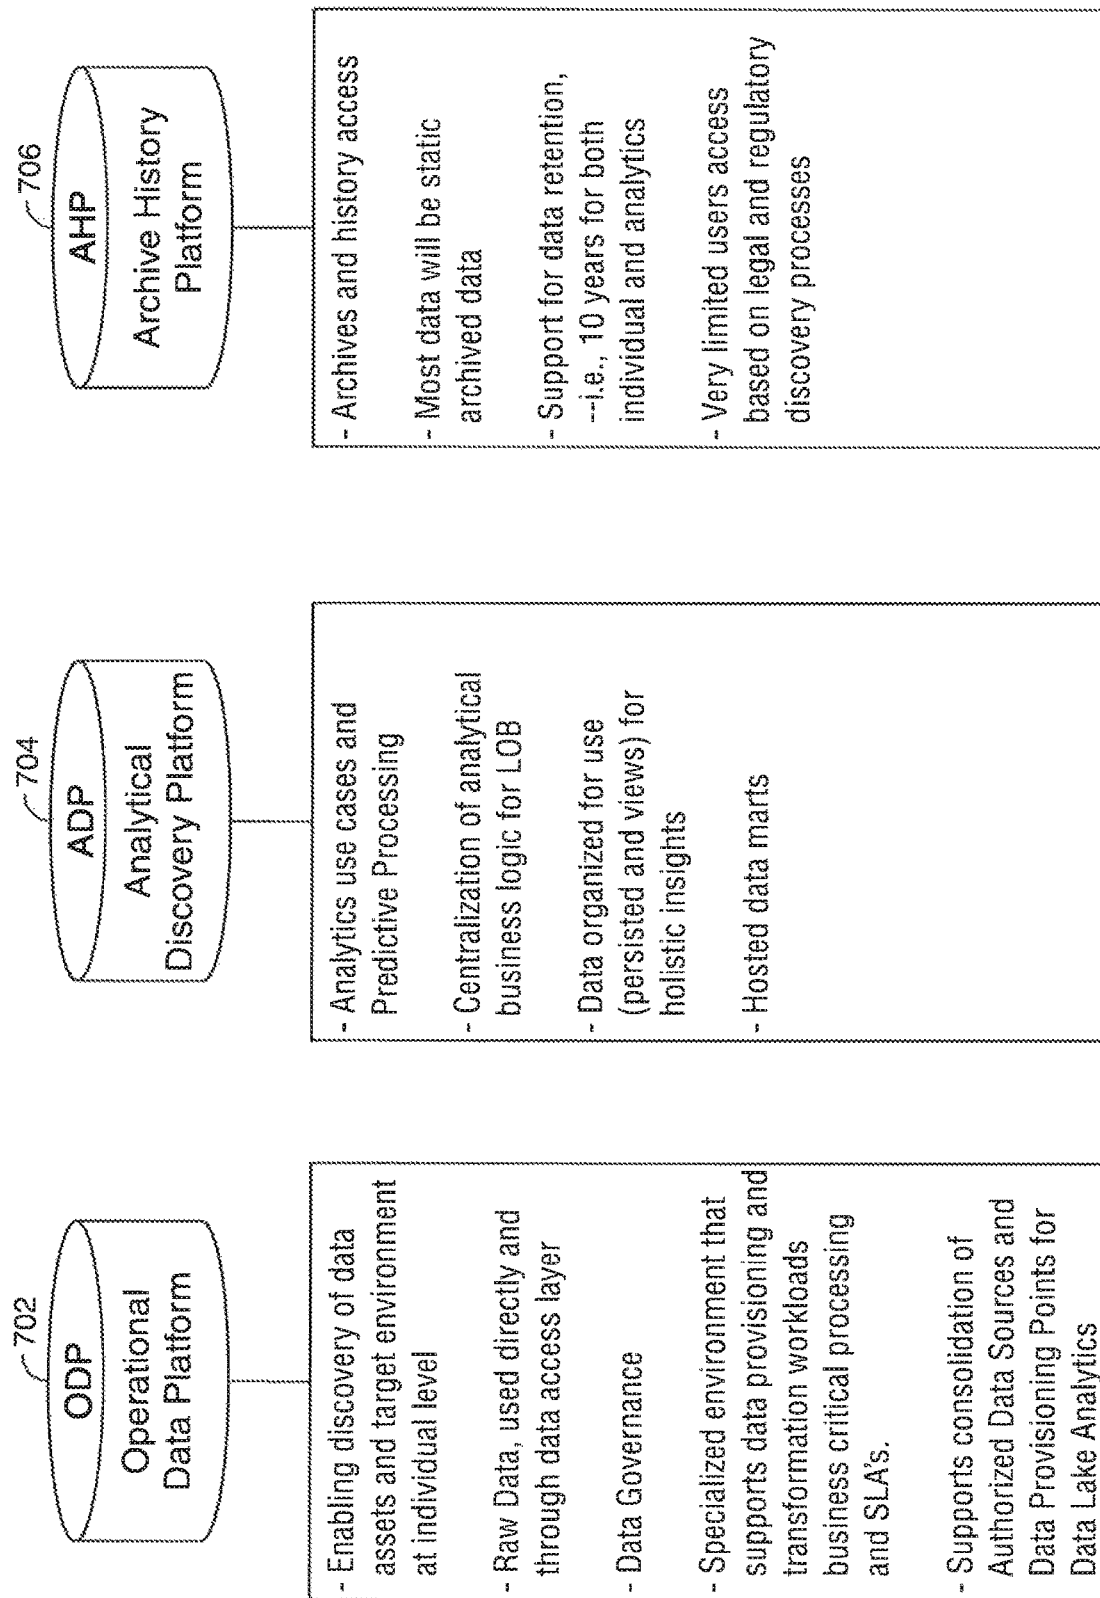 702
ODP
Operational
Data Platform
- Enabling discovery of data
assets and target environment
at individual level
- Raw Data, used directly and
through data access layer
- Data Governance
- Specialized environment that
supports data provisioning and
transformation workloads
business critical processing
and SLA's.
- Supports consolidation of
Authorized Data Sources and
Data Provisioning Points for
Data Lake Analytics
704
ADP
Analytical
Discovery Platform
- Analytics use cases and
Predictive Processing
- Centralization of analytical
business logic for LOB
- Data organized for use
(persisted and views) for
holistic insights
- Hosted data marts
706
AHP
Archive History
Platform
- Archives and history access
- Most data will be static
archived data
- Support for data retention,
--i.e., 10 years for both
individual and analytics
- Very limited users access
based on legal and regulatory
discovery processes